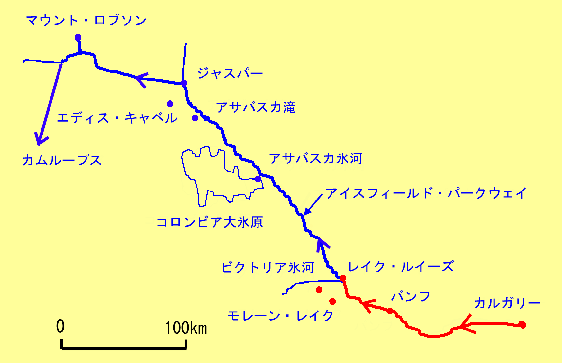 マウント・ロブソン
ジャスパー
エディス・キャベル
アサバスカ滝
カムループス
アサバスカ氷河
アイスフィールド・パークウェイ
コロンビア大氷原
ビクトリア氷河
レイク・ルイーズ
バンフ
カルガリー
モレーン・レイク
0 100km